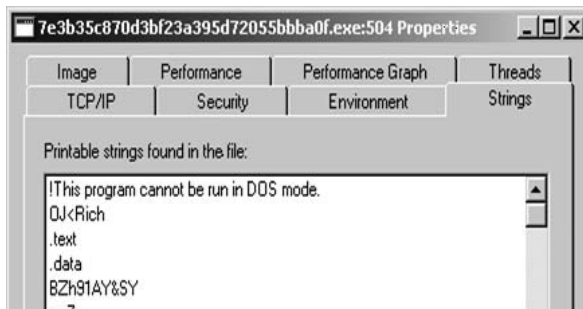 7e3b35c870d3bf23a395d72055bbba0f.exe:504 Properties
Image Performance Performance Graph Threads
TCP/IP Security Environment Strings
Printable strings found in the file:
!This program cannot be run in DOS mode.
OJ<Rich
.text
.data
BZh91AY&SY